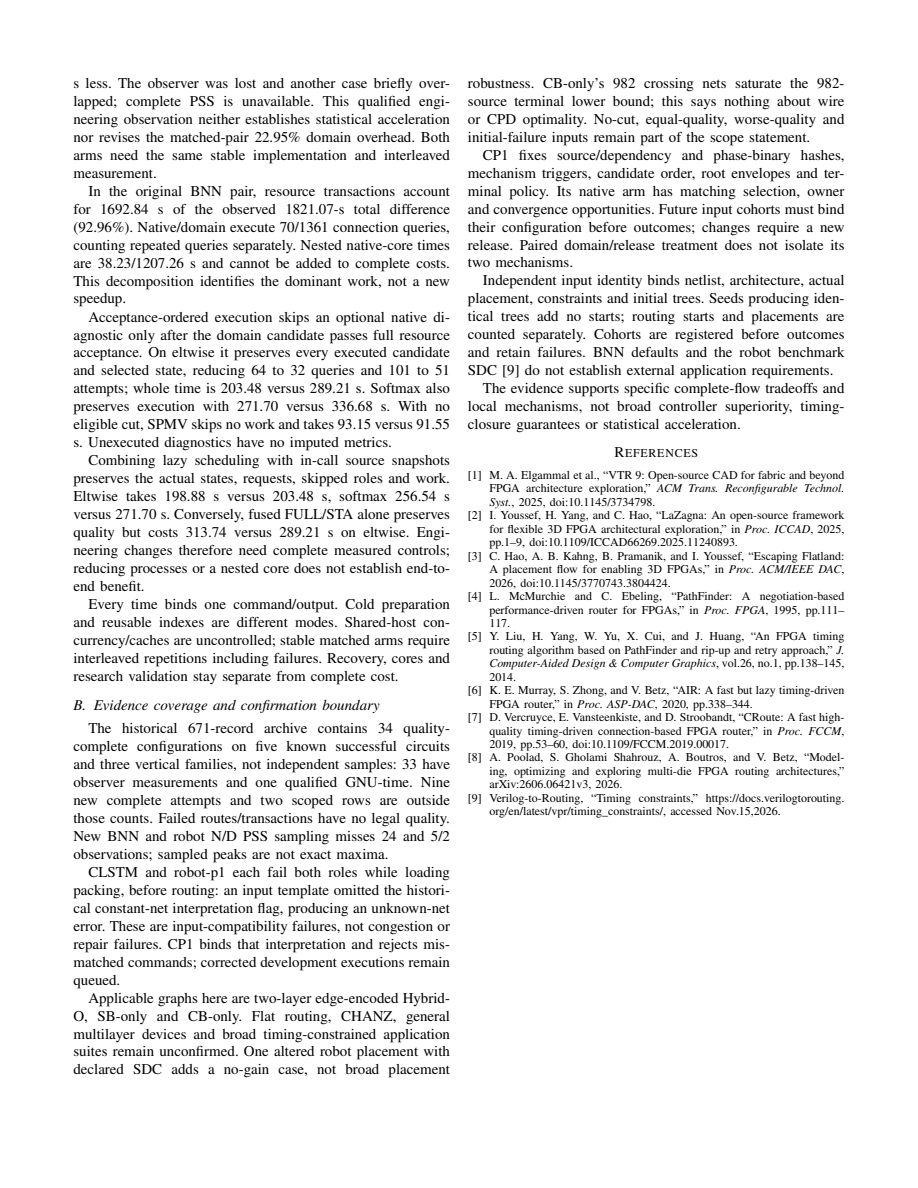 s less. The observer was lost and another case briefly over-
lapped; complete PSS is unavailable. This qualified engi-
neering observation neither establishes statistical acceleration
nor revises the matched-pair 22.95% domain overhead. Both
arms need the same stable implementation and interleaved
measurement.
In the original BNN pair, resource transactions account
for 1692.84 s of the observed 1821.07-s total difference
(92.96%). Native/domain execute 70/1361 connection queries,
counting repeated queries separately. Nested native-core times
are 38.23/1207.26 s and cannot be added to complete costs.
This decomposition identifies the dominant work, not a new
speedup.
Acceptance-ordered execution skips an optional native di-
agnostic only after the domain candidate passes full resource
acceptance. On eltwise it preserves every executed candidate
and selected state, reducing 64 to 32 queries and 101 to 51
attempts; whole time is 203.48 versus 289.21 s. Softmax also
preserves execution with 271.70 versus 336.68 s. With no
eligible cut, SPMV skips no work and takes 93.15 versus 91.55
s. Unexecuted diagnostics have no imputed metrics.
Combining lazy scheduling with in-call source snapshots
preserves the actual states, requests, skipped roles and work.
Eltwise takes 198.88 s versus 203.48 s, softmax 256.54 s
versus 271.70 s. Conversely, fused FULL/STA alone preserves
quality but costs 313.74 versus 289.21 s on eltwise. Engi-
neering changes therefore need complete measured controls;
reducing processes or a nested core does not establish end-to-
end benefit.
Every time binds one command/output. Cold preparation
and reusable indexes are different modes. Shared-host con-
currency/caches are uncontrolled; stable matched arms require
interleaved repetitions including failures. Recovery, cores and
research validation stay separate from complete cost.
B. Evidence coverage and confirmation boundary
The historical 671-record archive contains 34 quality-
complete configurations on five known successful circuits
and three vertical families, not independent samples: 33 have
observer measurements and one qualified GNU-time. Nine
new complete attempts and two scoped rows are outside
those counts. Failed routes/transactions have no legal quality.
New BNN and robot N/D PSS sampling misses 24 and 5/2
observations; sampled peaks are not exact maxima.
CLSTM and robot-p1 each fail both roles while loading
packing, before routing: an input template omitted the histori-
cal constant-net interpretation flag, producing an unknown-net
error. These are input-compatibility failures, not congestion or
repair failures. CP1 binds that interpretation and rejects mis-
matched commands; corrected development executions remain
queued.
Applicable graphs here are two-layer edge-encoded Hybrid-
O, SB-only and CB-only. Flat routing, CHANZ, general
multilayer devices and broad timing-constrained application
suites remain unconfirmed. One altered robot placement with
declared SDC adds a no-gain case, not broad placement
robustness. CB-only's 982 crossing nets saturate the 982-
source terminal lower bound; this says nothing about wire
or CPD optimality. No-cut, equal-quality, worse-quality and
initial-failure inputs remain part of the scope statement.
CP1 fixes source/dependency and phase-binary hashes,
mechanism triggers, candidate order, root envelopes and ter-
minal policy. Its native arm has matching selection, owner
and convergence opportunities. Future input cohorts must bind
their configuration before outcomes; changes require a new
release. Paired domain/release treatment does not isolate its
two mechanisms.
Independent input identity binds netlist, architecture, actual
placement, constraints and initial trees. Seeds producing iden-
tical trees add no starts; routing starts and placements are
counted separately. Cohorts are registered before outcomes
and retain failures. BNN defaults and the robot benchmark
SDC [9] do not establish external application requirements.
The evidence supports specific complete-flow tradeoffs and
local mechanisms, not broad controller superiority, timing-
closure guarantees or statistical acceleration.
REFERENCES
[1] M. A. Elgammal et al., “VTR 9: Open-source CAD for fabric and beyond
FPGA architecture exploration,” ACM Trans. Reconfigurable Technol.
Syst., 2025, doi:10.1145/3734798.
[2] I. Youssef, H. Yang, and C. Hao, “LaZagna: An open-source framework
for flexible 3D FPGA architectural exploration,” in Proc. ICCAD, 2025,
pp.1–9, doi:10.1109/ICCAD66269.2025.11240893.
[3] C. Hao, A. B. Kahng, B. Pramanik, and I. Youssef, “Escaping Flatland:
A placement flow for enabling 3D FPGAs,” in Proc. ACM/IEEE DAC,
2026, doi:10.1145/3770743.3804424.
[4] L. McMurchie and C. Ebeling, “PathFinder: A negotiation-based
performance-driven router for FPGAs,” in Proc. FPGA, 1995, pp.111–
117.
[5] Y. Liu, H. Yang, W. Yu, X. Cui, and J. Huang, “An FPGA timing
routing algorithm based on PathFinder and rip-up and retry approach,” J.
Computer-Aided Design & Computer Graphics, vol.26, no.1, pp.138–145,
2014.
[6] K. E. Murray, S. Zhong, and V. Betz, “AIR: A fast but lazy timing-driven
FPGA router,” in Proc. ASP-DAC, 2020, pp.338–344.
[7] D. Vercruyce, E. Vansteenkiste, and D. Stroobandt, “CRoute: A fast high-
quality timing-driven connection-based FPGA router,” in Proc. FCCM,
2019, pp.53–60, doi:10.1109/FCCM.2019.00017.
[8] A. Poolad, S. Gholami Shahrouz, A. Boutros, and V. Betz, “Model-
ing, optimizing and exploring multi-die FPGA routing architectures,”
arXiv:2606.06421v3, 2026.
[9] Verilog-to-Routing, “Timing constraints,” https://docs.verilogtorouting.
org/en/latest/vpr/timing_constraints/, accessed Nov.15,2026.